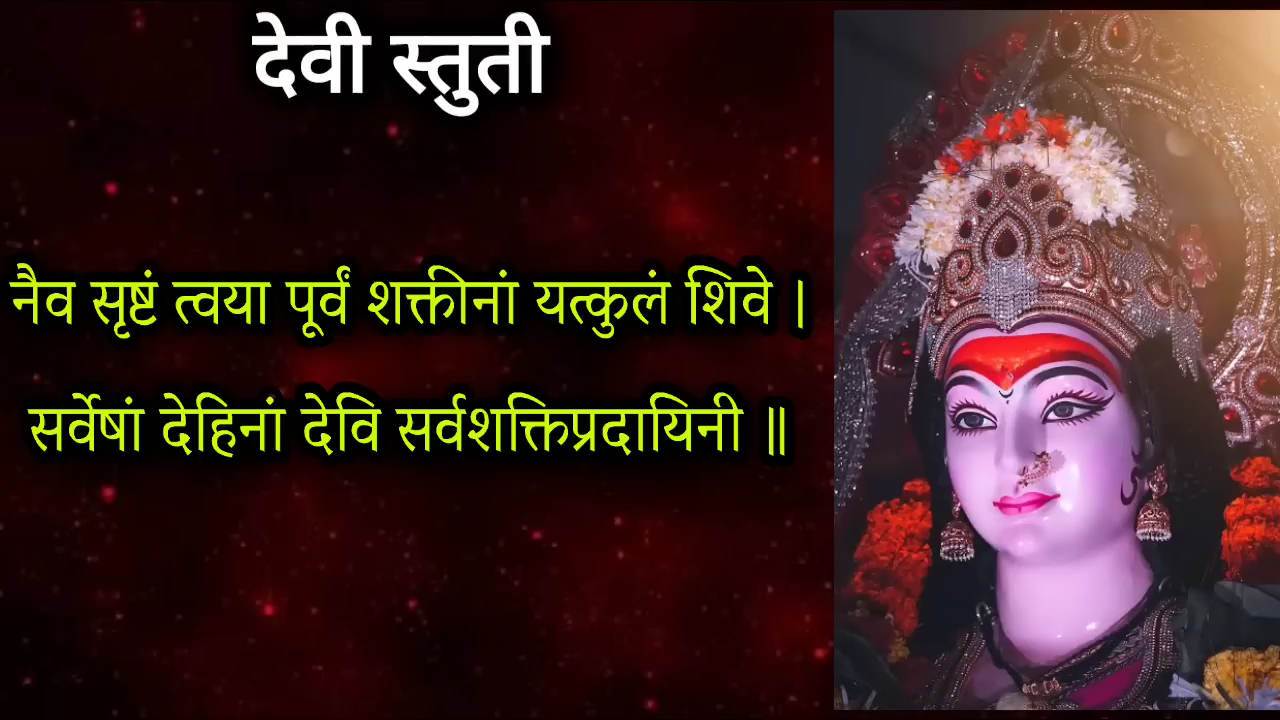 देवी स्तुती
नैव सृष्टं त्वया पूर्वं शक्तीनां यत्कुलं शिवे ।
सर्वेषां देहिनां देवि सर्वशक्तिप्रदायिनी ॥